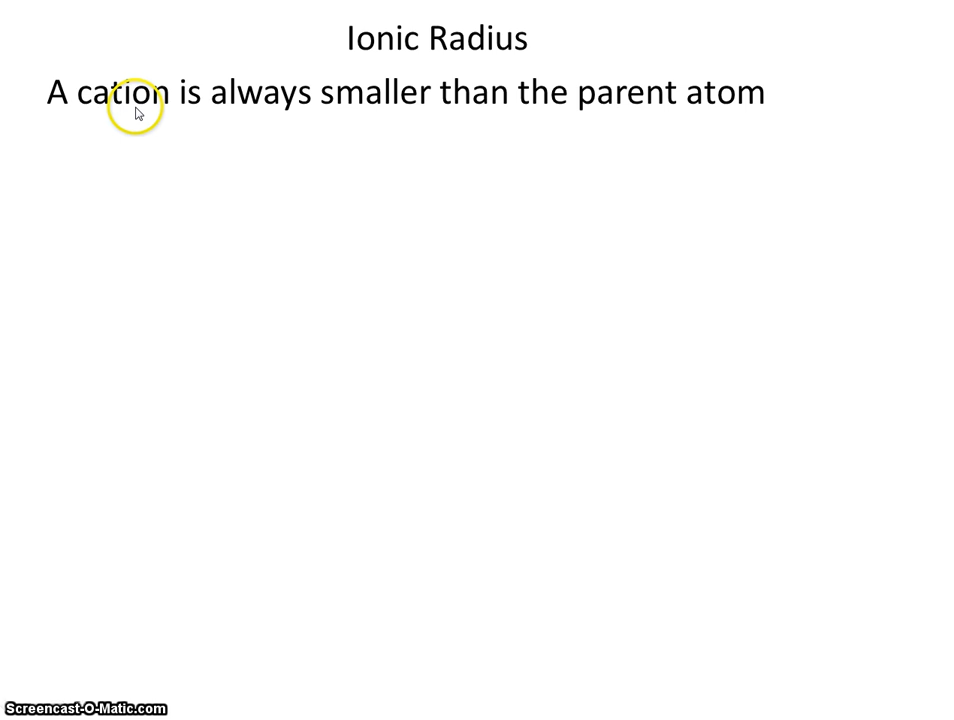 Ionic Radius
A cation is always smaller than the parent atom
Screencast-O-Matic.com